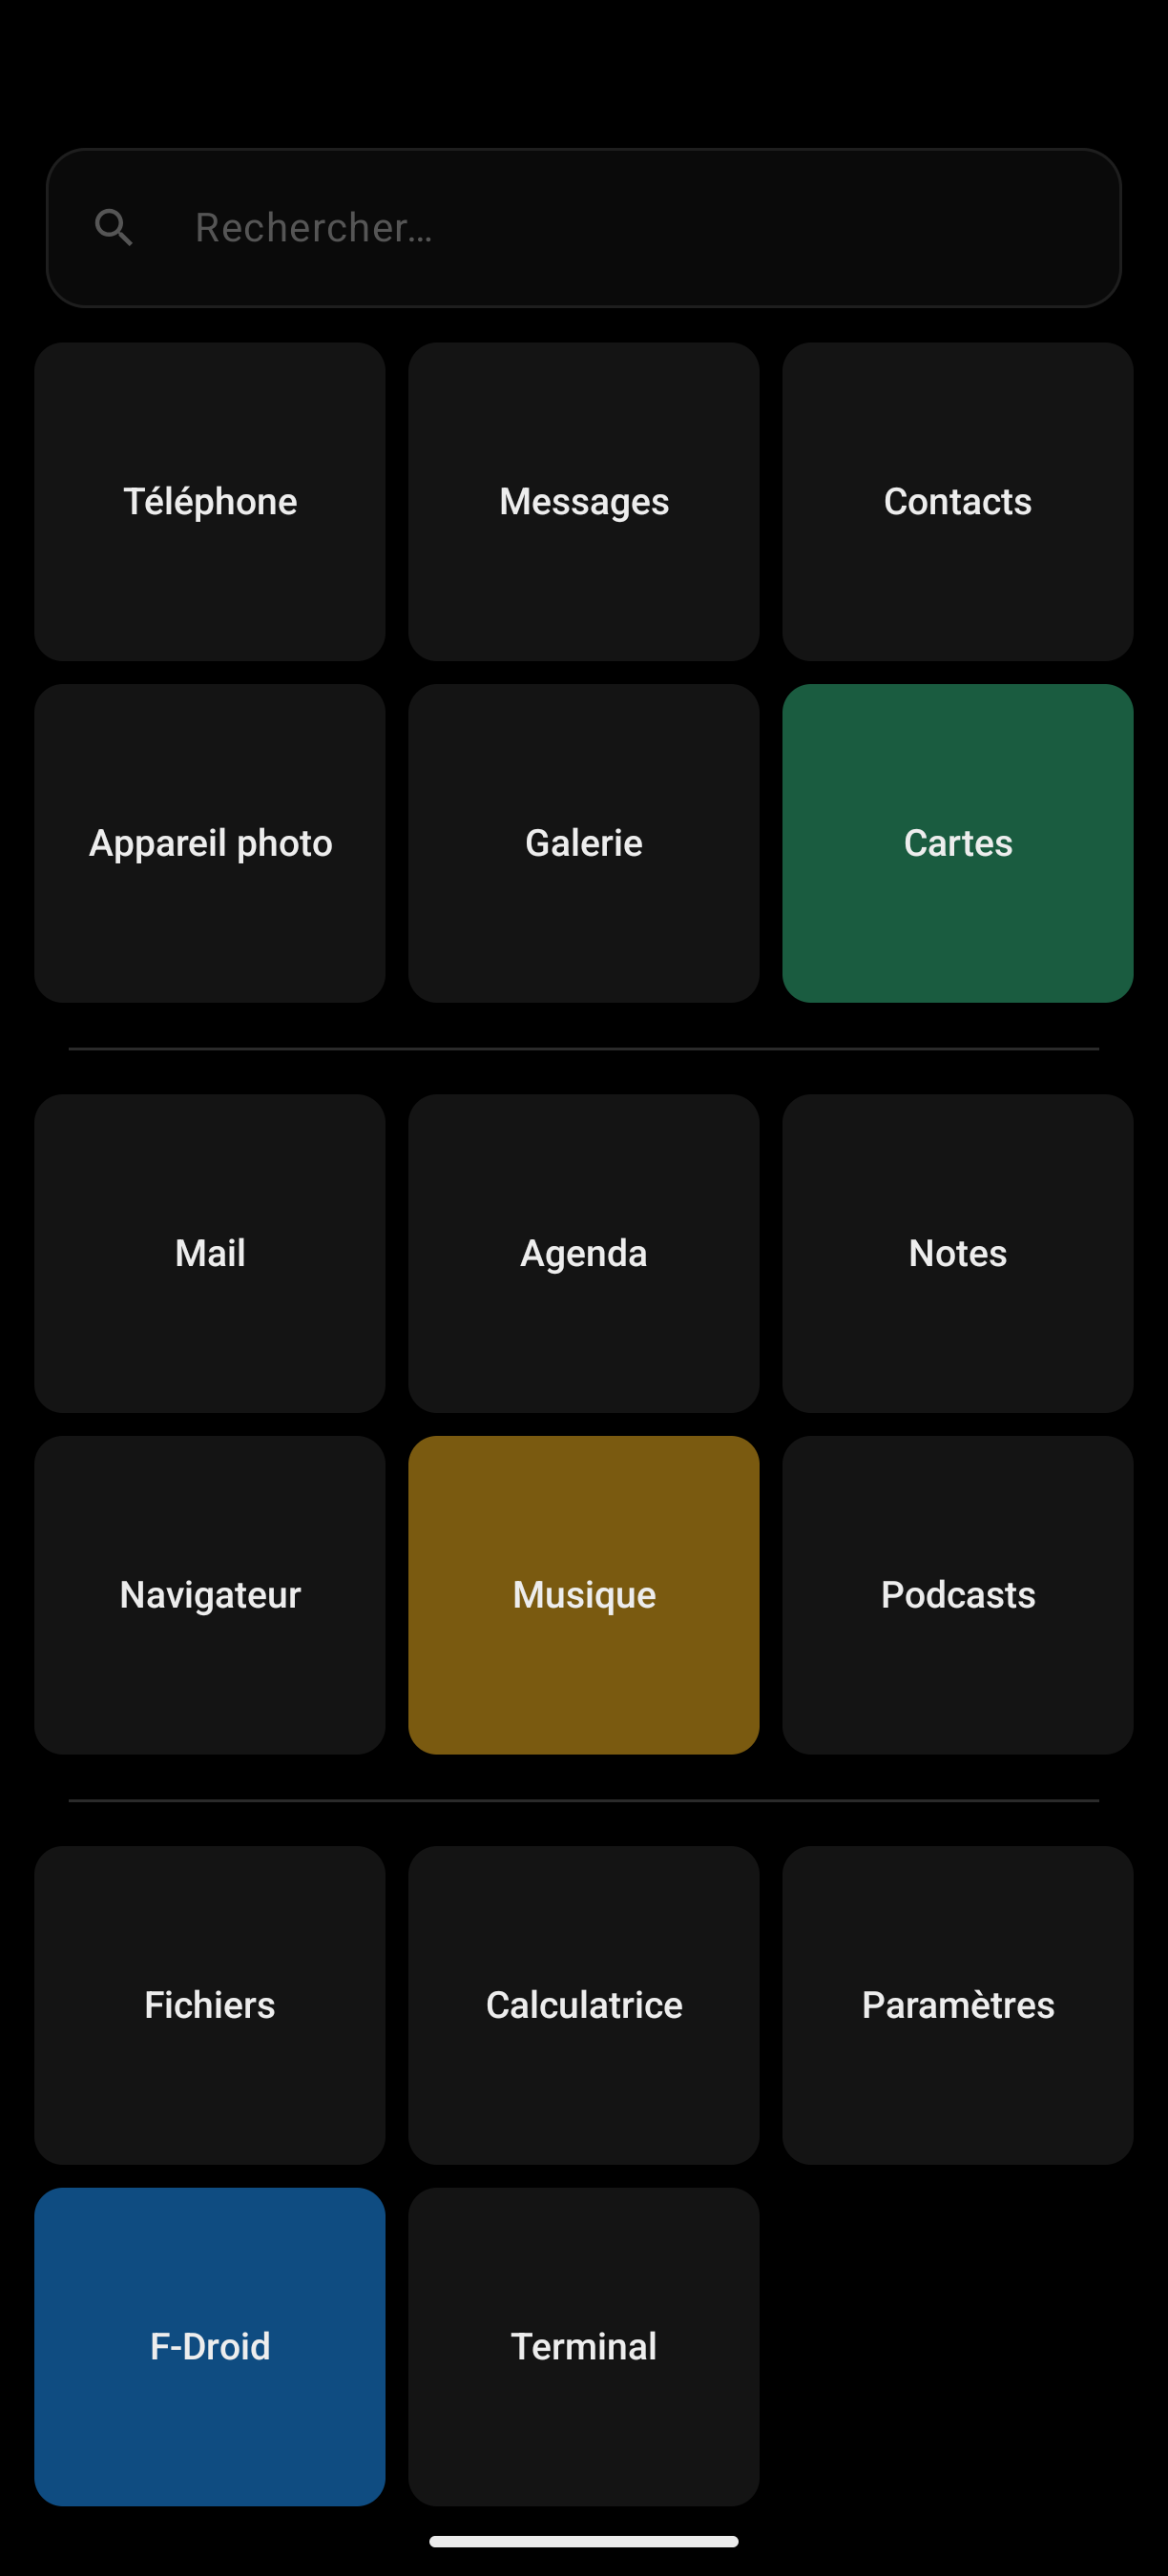 Rechercher…
Téléphone
Messages
Contacts
Appareil photo
Galerie
Cartes
Mail
Agenda
Notes
Navigateur
Musique
Podcasts
Fichiers
Calculatrice
Paramètres
F-Droid
Terminal